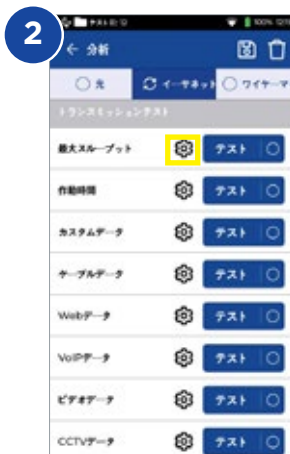 2
100%
分析
光
イーサネット
ワイヤーマ
トランスミッションテスト
最大スループット テスト
作動時間 テスト
カスタムデータ テスト
ケーブルデータ テスト
Webデータ テスト
VoIPデータ テスト
ビデオデータ テスト
CCTVデータ テスト